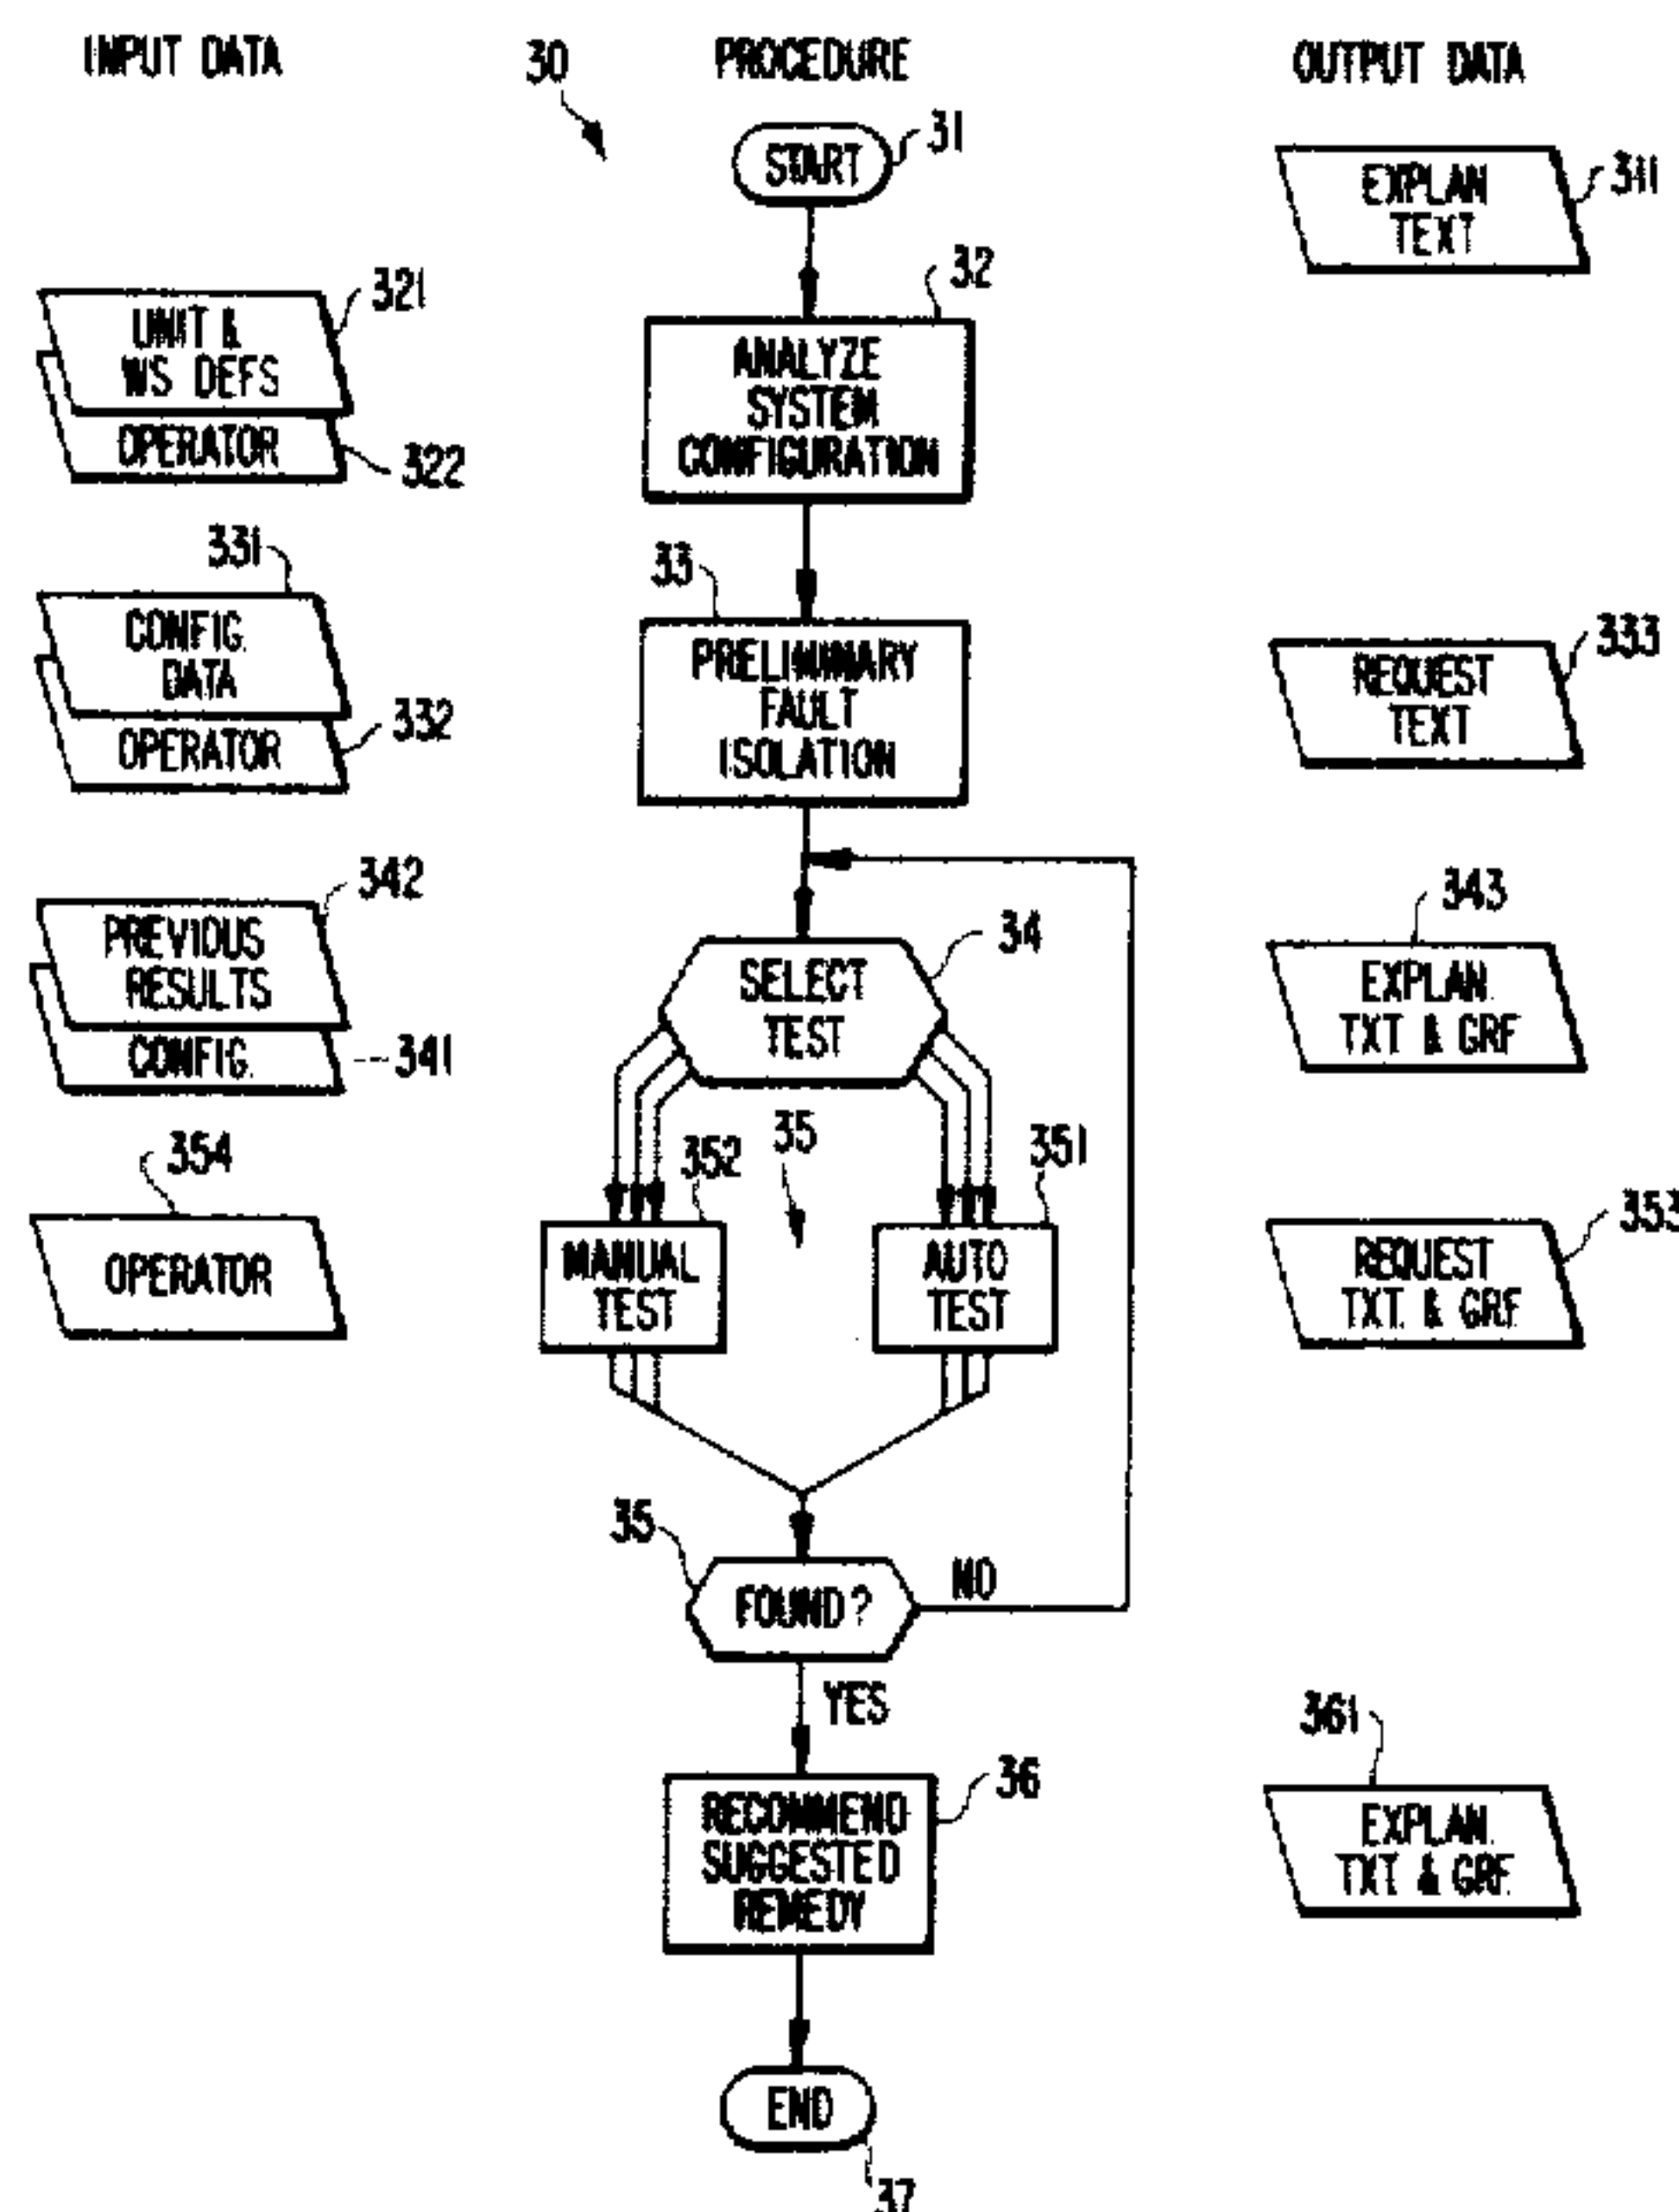 INPUT DATA
30
PROCEDURE
OUTPUT DATA
START
31
EXPLAN
TEXT
311
32
321
UNIT &
WS DEFS
OPERATOR
322
ANALYZE
SYSTEM
CONFIGURATION
331
33
CONFIG.
DATA
OPERATOR
332
PRELIMINARY
FAULT
ISOLATION
333
REQUEST
TEXT
342
PREVIOUS
RESULTS
CONFIG.
341
34
SELECT
TEST
343
EXPLAN.
TXT & GRF
354
OPERATOR
352
35
351
MANUAL
TEST
AUTO
TEST
353
REQUEST
TXT. & GRF
35
FOUND?
NO
YES
36
RECOMMEND
SUGGESTED
REMEDY
361
EXPLAN.
TXT & GRF.
END
37